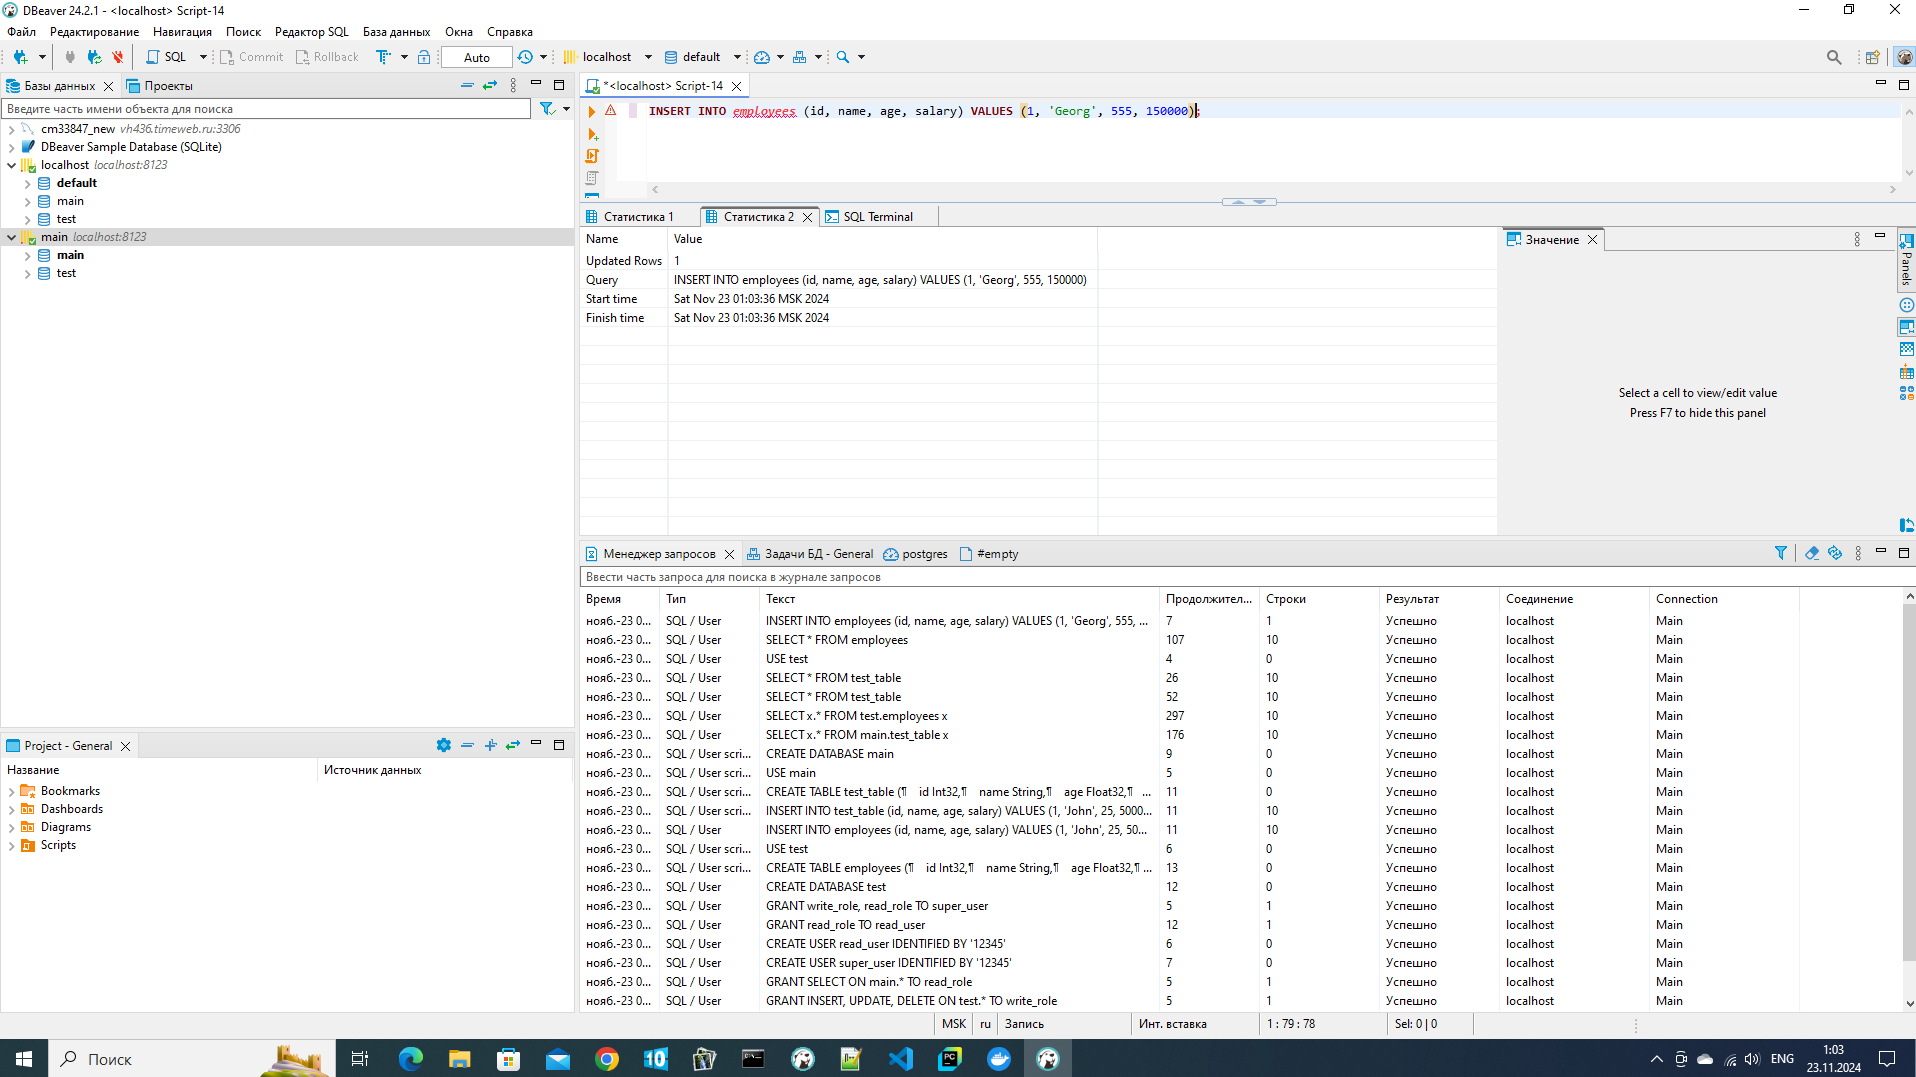 DBeaver 24.2.1 - <localhost> Script-14
Файл Редактирование Навигация Поиск Редактор SQL База данных Окна Справка
SQL Commit Rollback Auto localhost default
Базы данных Проекты
Введите часть имени объекта для поиска
cm33847_new vh436.timeweb.ru:3306
DBeaver Sample Database (SQLite)
localhost localhost:8123
default
main
test
main localhost:8123
main
test
*<localhost> Script-14
INSERT INTO employees (id, name, age, salary) VALUES (1, 'Georg', 555, 150000);
Статистика 1 Статистика 2 SQL Terminal
Name Value
Updated Rows 1
Query INSERT INTO employees (id, name, age, salary) VALUES (1, 'Georg', 555, 150000)
Start time Sat Nov 23 01:03:36 MSK 2024
Finish time Sat Nov 23 01:03:36 MSK 2024
Значение
Panels
Select a cell to view/edit value
Press F7 to hide this panel
Менеджер запросов Задачи БД - General postgres #empty
Ввести часть запроса для поиска в журнале запросов
Время Тип Текст Продолжител... Строки Результат Соединение Connection
нояб.-23 0... SQL / User INSERT INTO employees (id, name, age, salary) VALUES (1, 'Georg', 555, ... 7 1 Успешно localhost Main
нояб.-23 0... SQL / User SELECT * FROM employees 107 10 Успешно localhost Main
нояб.-23 0... SQL / User USE test 4 0 Успешно localhost Main
нояб.-23 0... SQL / User SELECT * FROM test_table 26 10 Успешно localhost Main
нояб.-23 0... SQL / User SELECT * FROM test_table 52 10 Успешно localhost Main
нояб.-23 0... SQL / User SELECT x.* FROM test.employees x 297 10 Успешно localhost Main
нояб.-23 0... SQL / User SELECT x.* FROM main.test_table x 176 10 Успешно localhost Main
нояб.-23 0... SQL / User scri... CREATE DATABASE main 9 0 Успешно localhost Main
нояб.-23 0... SQL / User scri... USE main 5 0 Успешно localhost Main
нояб.-23 0... SQL / User scri... CREATE TABLE test_table (¶ id Int32,¶ name String,¶ age Float32,¶ ... 11 0 Успешно localhost Main
нояб.-23 0... SQL / User scri... INSERT INTO test_table (id, name, age, salary) VALUES (1, 'John', 25, 5000... 11 10 Успешно localhost Main
нояб.-23 0... SQL / User INSERT INTO employees (id, name, age, salary) VALUES (1, 'John', 25, 50... 11 10 Успешно localhost Main
нояб.-23 0... SQL / User scri... USE test 6 0 Успешно localhost Main
нояб.-23 0... SQL / User scri... CREATE TABLE employees (¶ id Int32,¶ name String,¶ age Float32,¶ ... 13 0 Успешно localhost Main
нояб.-23 0... SQL / User CREATE DATABASE test 12 0 Успешно localhost Main
нояб.-23 0... SQL / User GRANT write_role, read_role TO super_user 5 1 Успешно localhost Main
нояб.-23 0... SQL / User GRANT read_role TO read_user 12 1 Успешно localhost Main
нояб.-23 0... SQL / User CREATE USER read_user IDENTIFIED BY '12345' 6 0 Успешно localhost Main
нояб.-23 0... SQL / User CREATE USER super_user IDENTIFIED BY '12345' 7 0 Успешно localhost Main
нояб.-23 0... SQL / User GRANT SELECT ON main.* TO read_role 5 1 Успешно localhost Main
нояб.-23 0... SQL / User GRANT INSERT, UPDATE, DELETE ON test.* TO write_role 5 1 Успешно localhost Main
Project - General
Название Источник данных
Bookmarks
Dashboards
Diagrams
Scripts
MSK ru Запись Инт. вставка 1 : 79 : 78 Sel: 0 | 0
Поиск
10
PC
ENG
1:03
23.11.2024